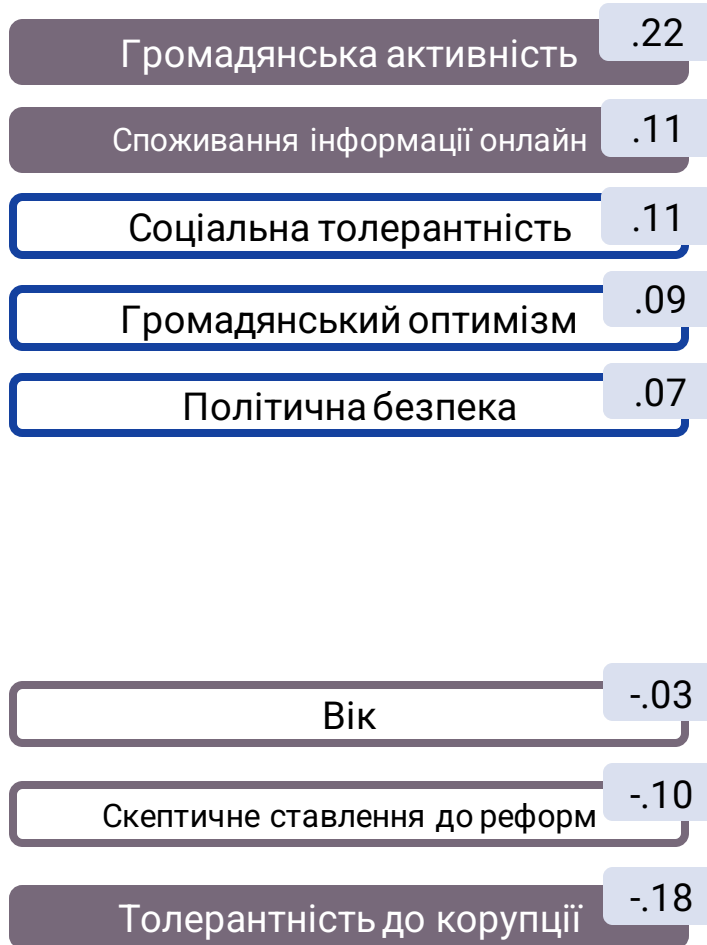 Громадянська активність .22
Споживання інформації онлайн .11
Соціальна толерантність .11
Громадянський оптимізм .09
Політична безпека .07
Вік -.03
Скептичне ставлення до реформ -.10
Толерантність до корупції -.18